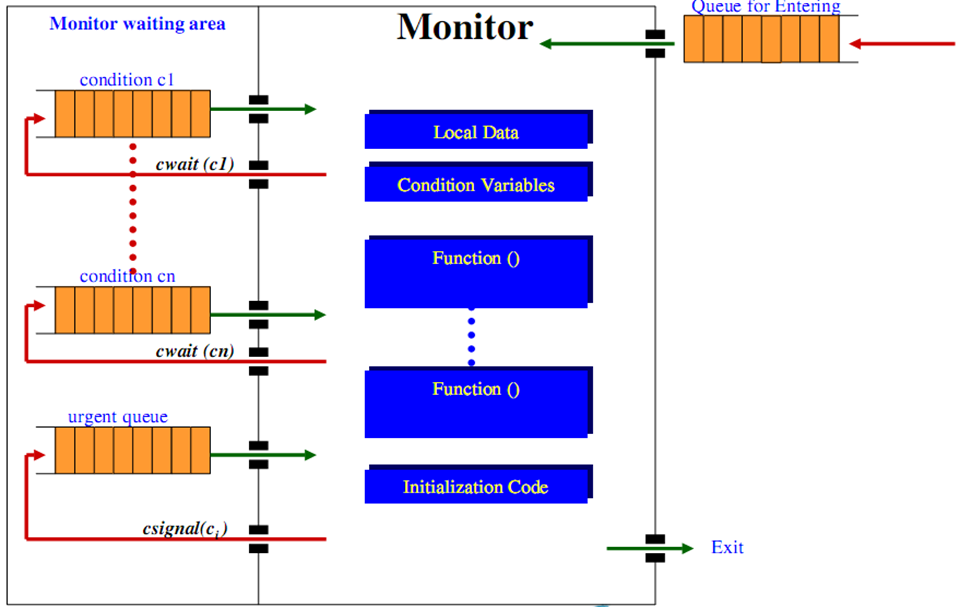 Monitor waiting area
Monitor
Queue for Entering
condition c1
cwait (c1)
condition cn
cwait (cn)
urgent queue
csignal(ci)
Local Data
Condition Variables
Function ()
Function ()
Initialization Code
Exit